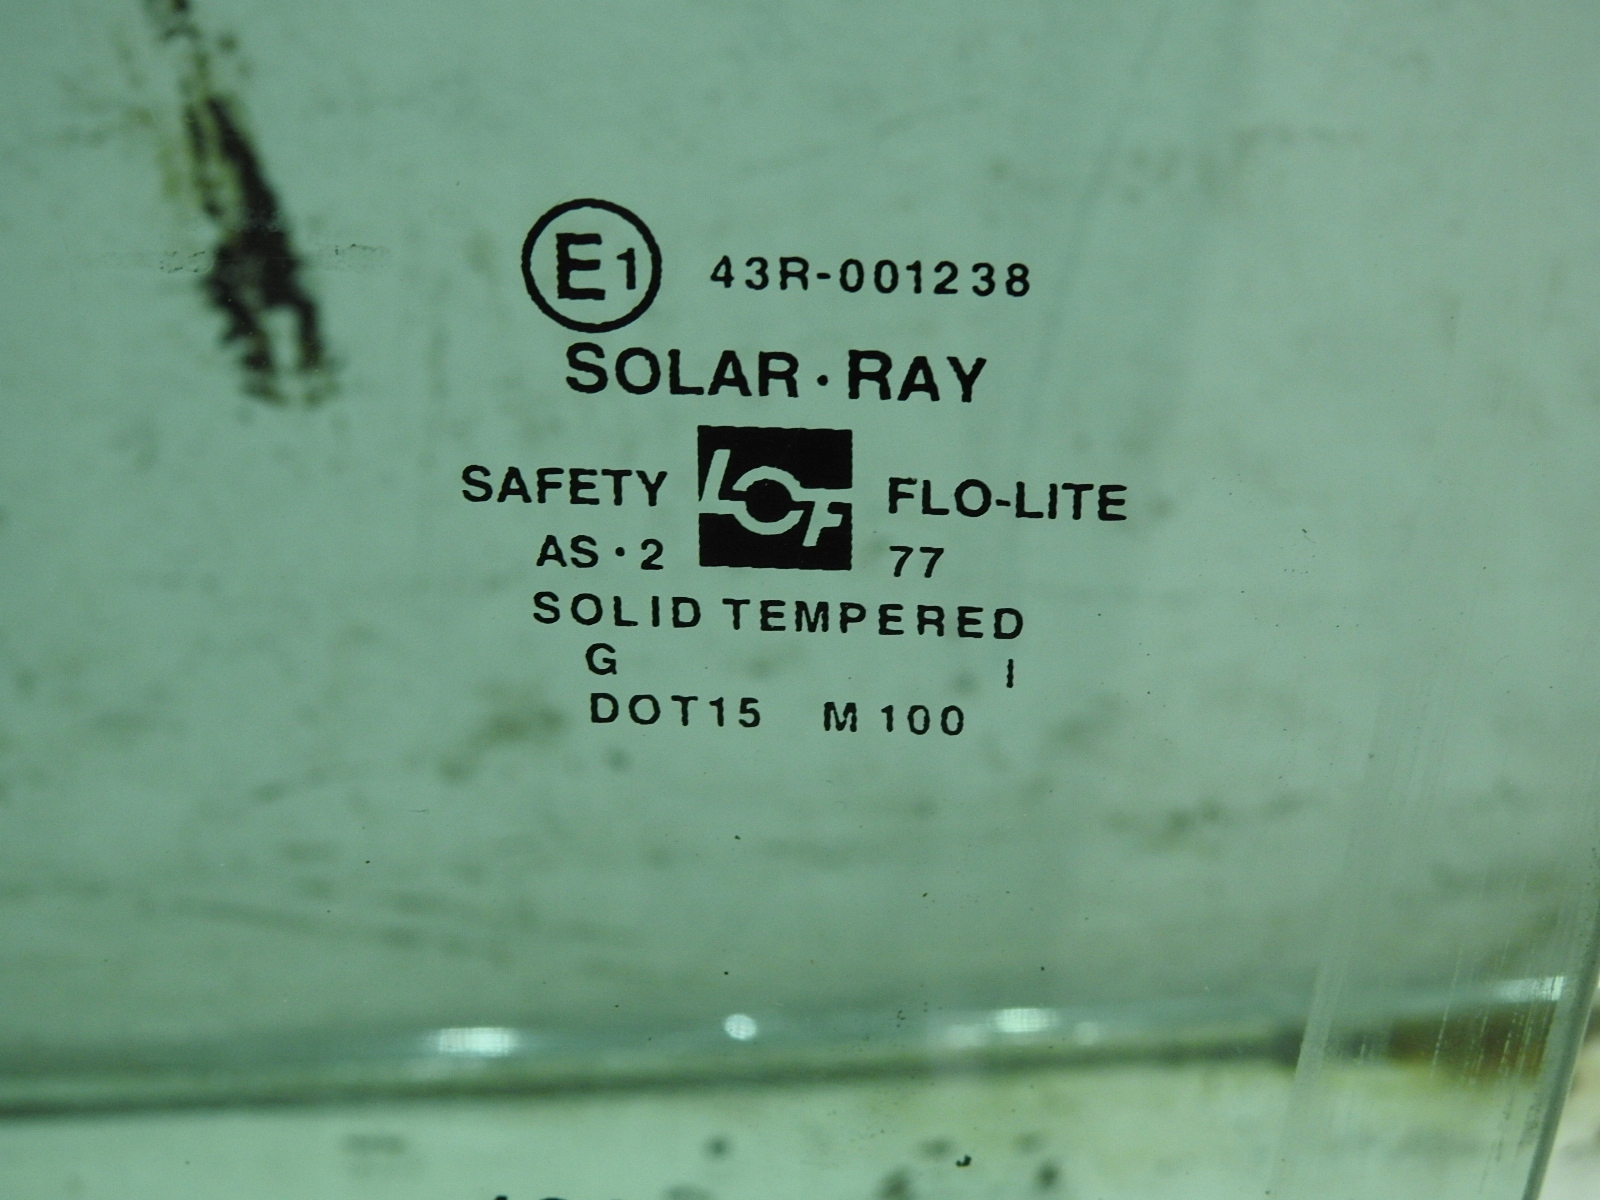 E1 43R-001238
SOLAR·RAY
SAFETY LOF FLO-LITE
AS·2 77
SOLID TEMPERED
G I
DOT15 M100